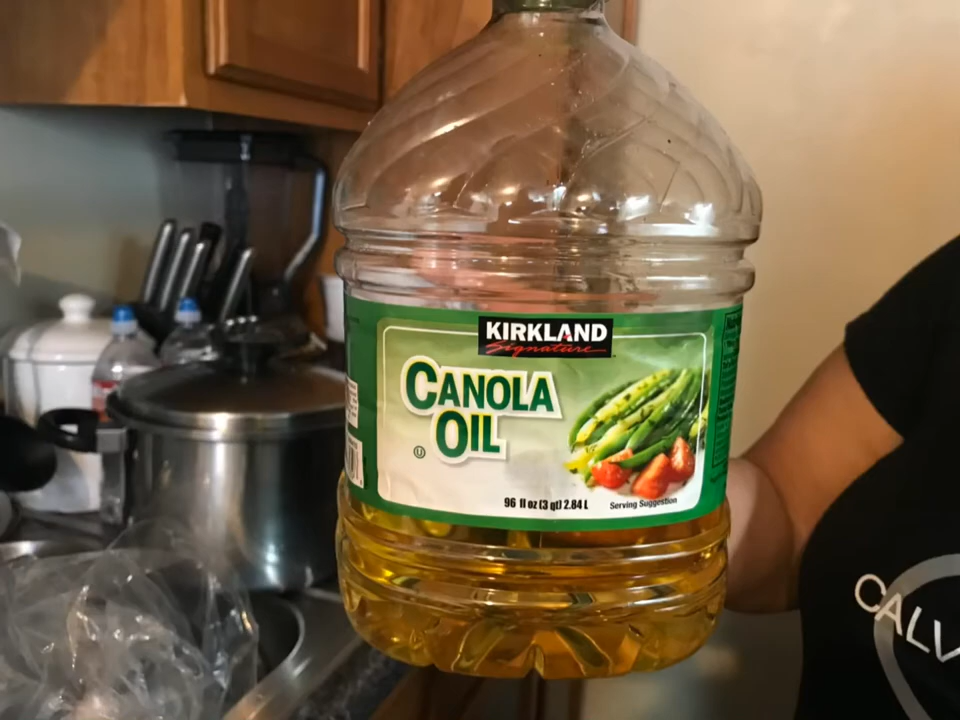 KIRKLAND
Signature
CANOLA
OIL
U
96 fl oz (3 qt) 2.84 L
Serving Suggestion
CALV